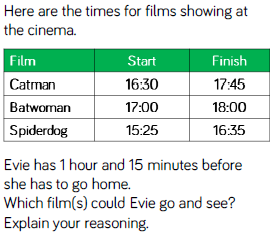 Here are the times for films showing at
the cinema.
Film Start Finish
Catman 16:30 17:45
Batwoman 17:00 18:00
Spiderdog 15:25 16:35
Evie has 1 hour and 15 minutes before
she has to go home.
Which film(s) could Evie go and see?
Explain your reasoning.